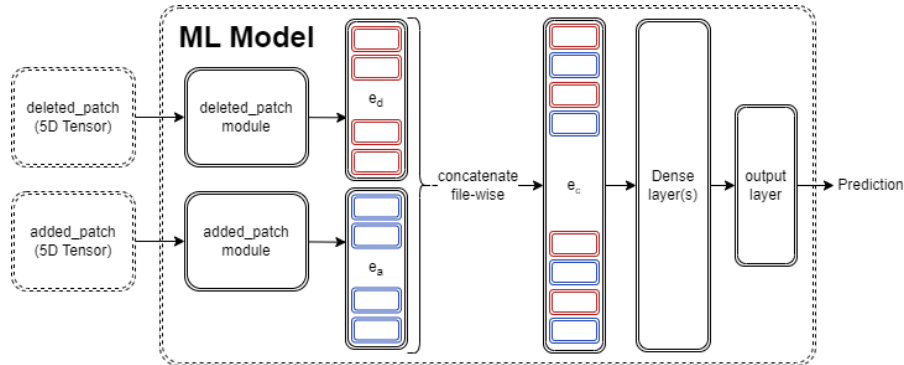 ML Model
deleted_patch
(5D Tensor)
deleted_patch
module
e_d
added_patch
(5D Tensor)
added_patch
module
e_a
concatenate
file-wise
e_c
Dense
layer(s)
output
layer
Prediction